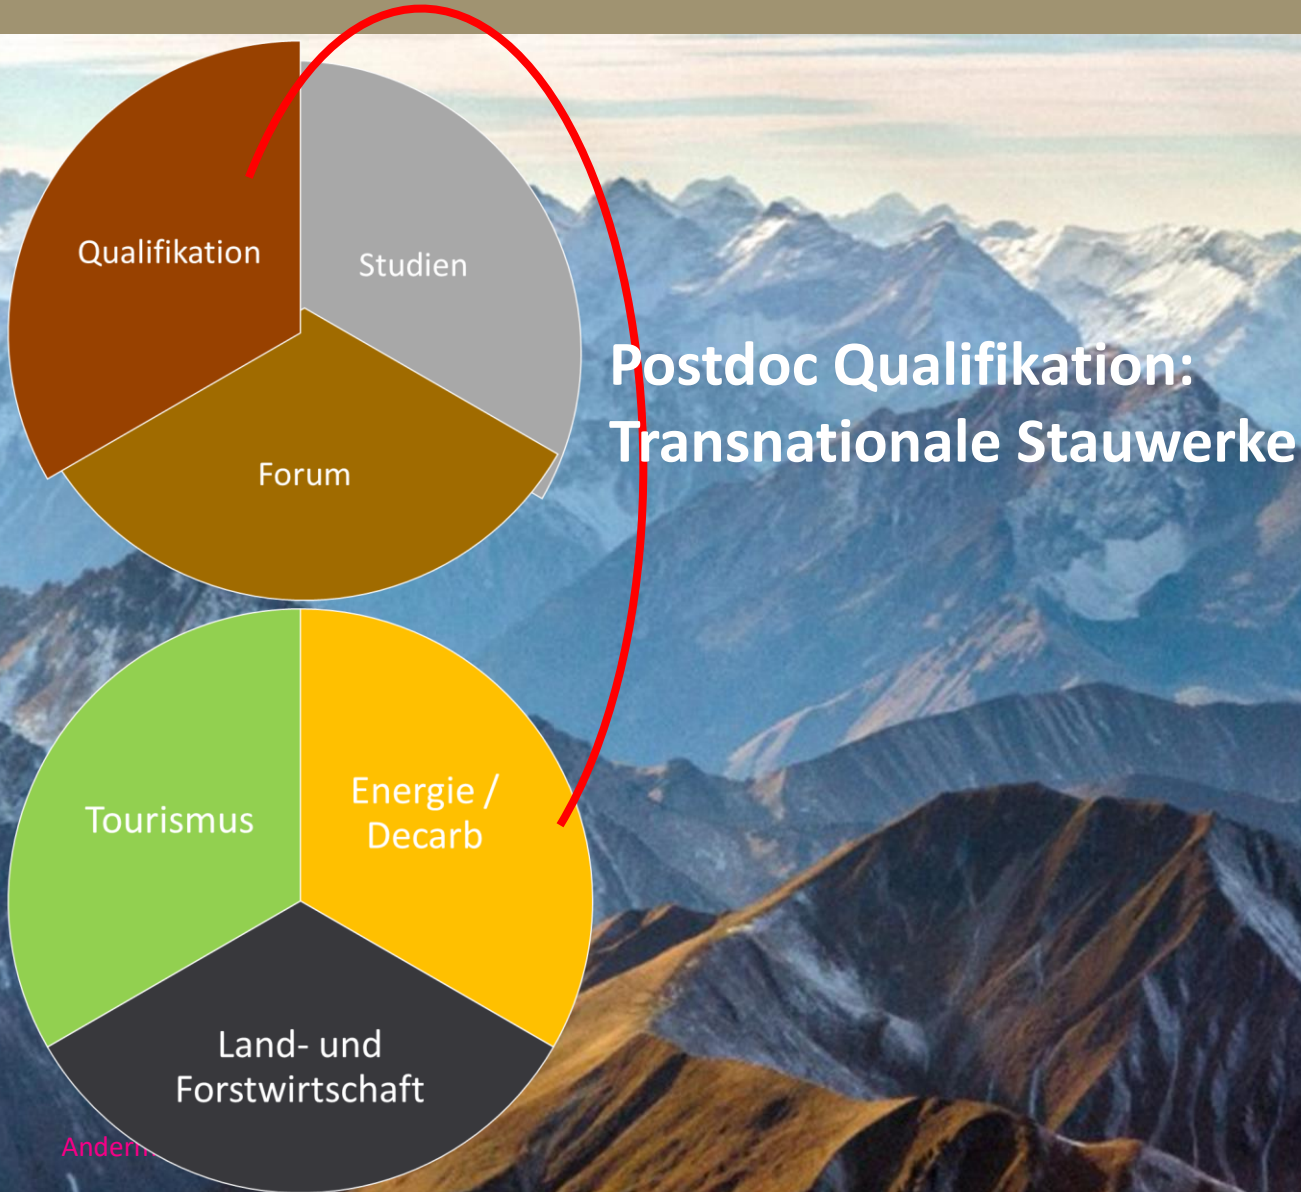 Qualifikation
Studien
Forum
Postdoc Qualifikation:
Transnationale Stauwerke
Tourismus
Energie /
Decarb
Land- und
Forstwirtschaft